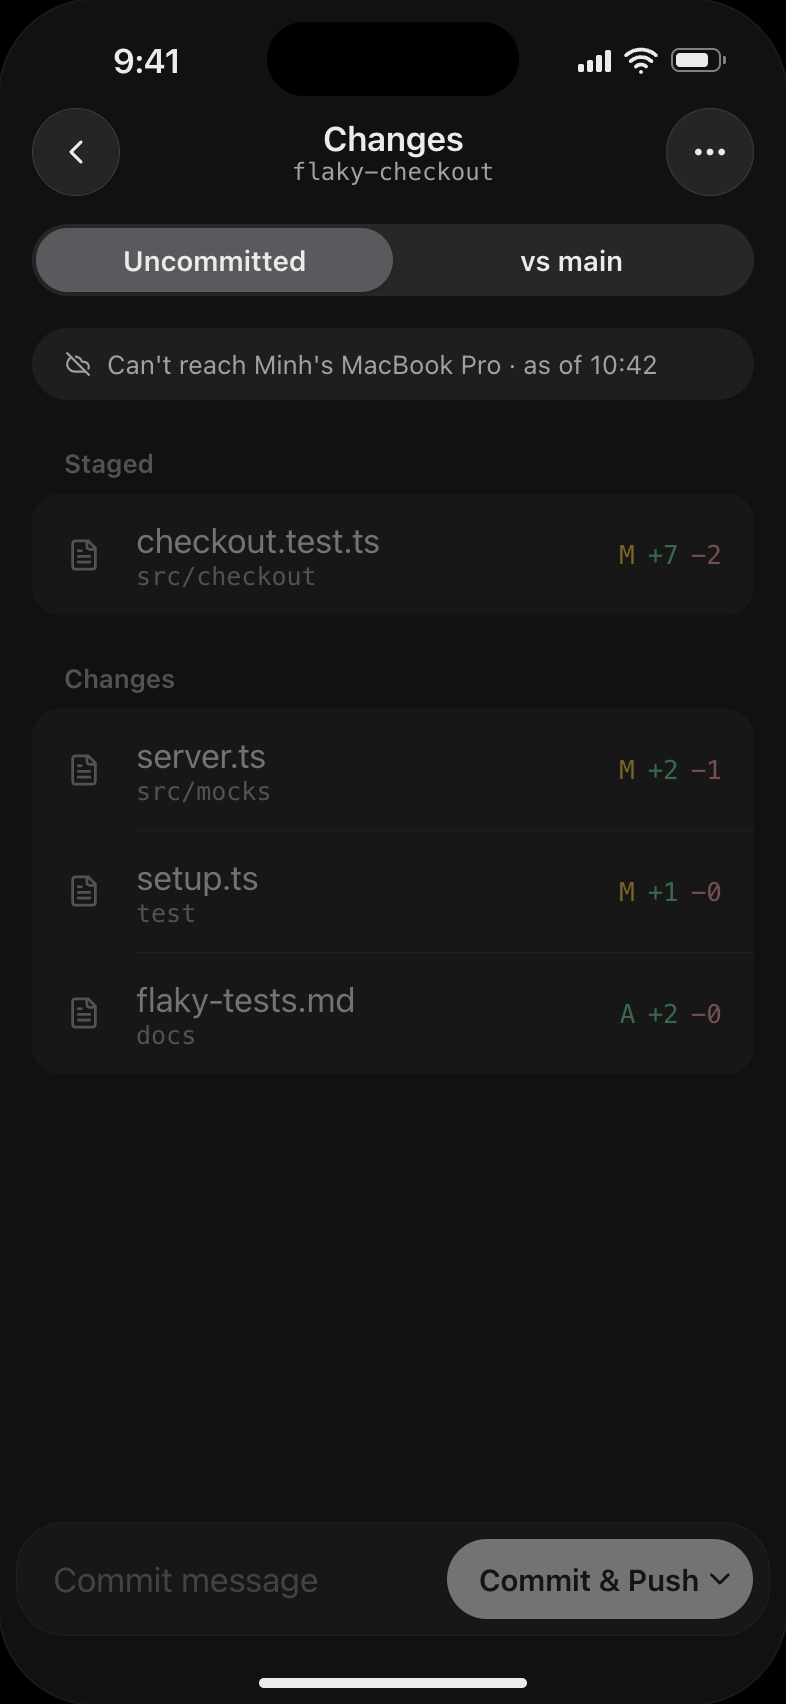 9:41
Changes
flaky-checkout
Uncommitted
vs main
Can't reach Minh's MacBook Pro · as of 10:42
Staged
checkout.test.ts
src/checkout
M +7 −2
Changes
server.ts
src/mocks
M +2 −1
setup.ts
test
M +1 −0
flaky-tests.md
docs
A +2 −0
Commit message
Commit & Push